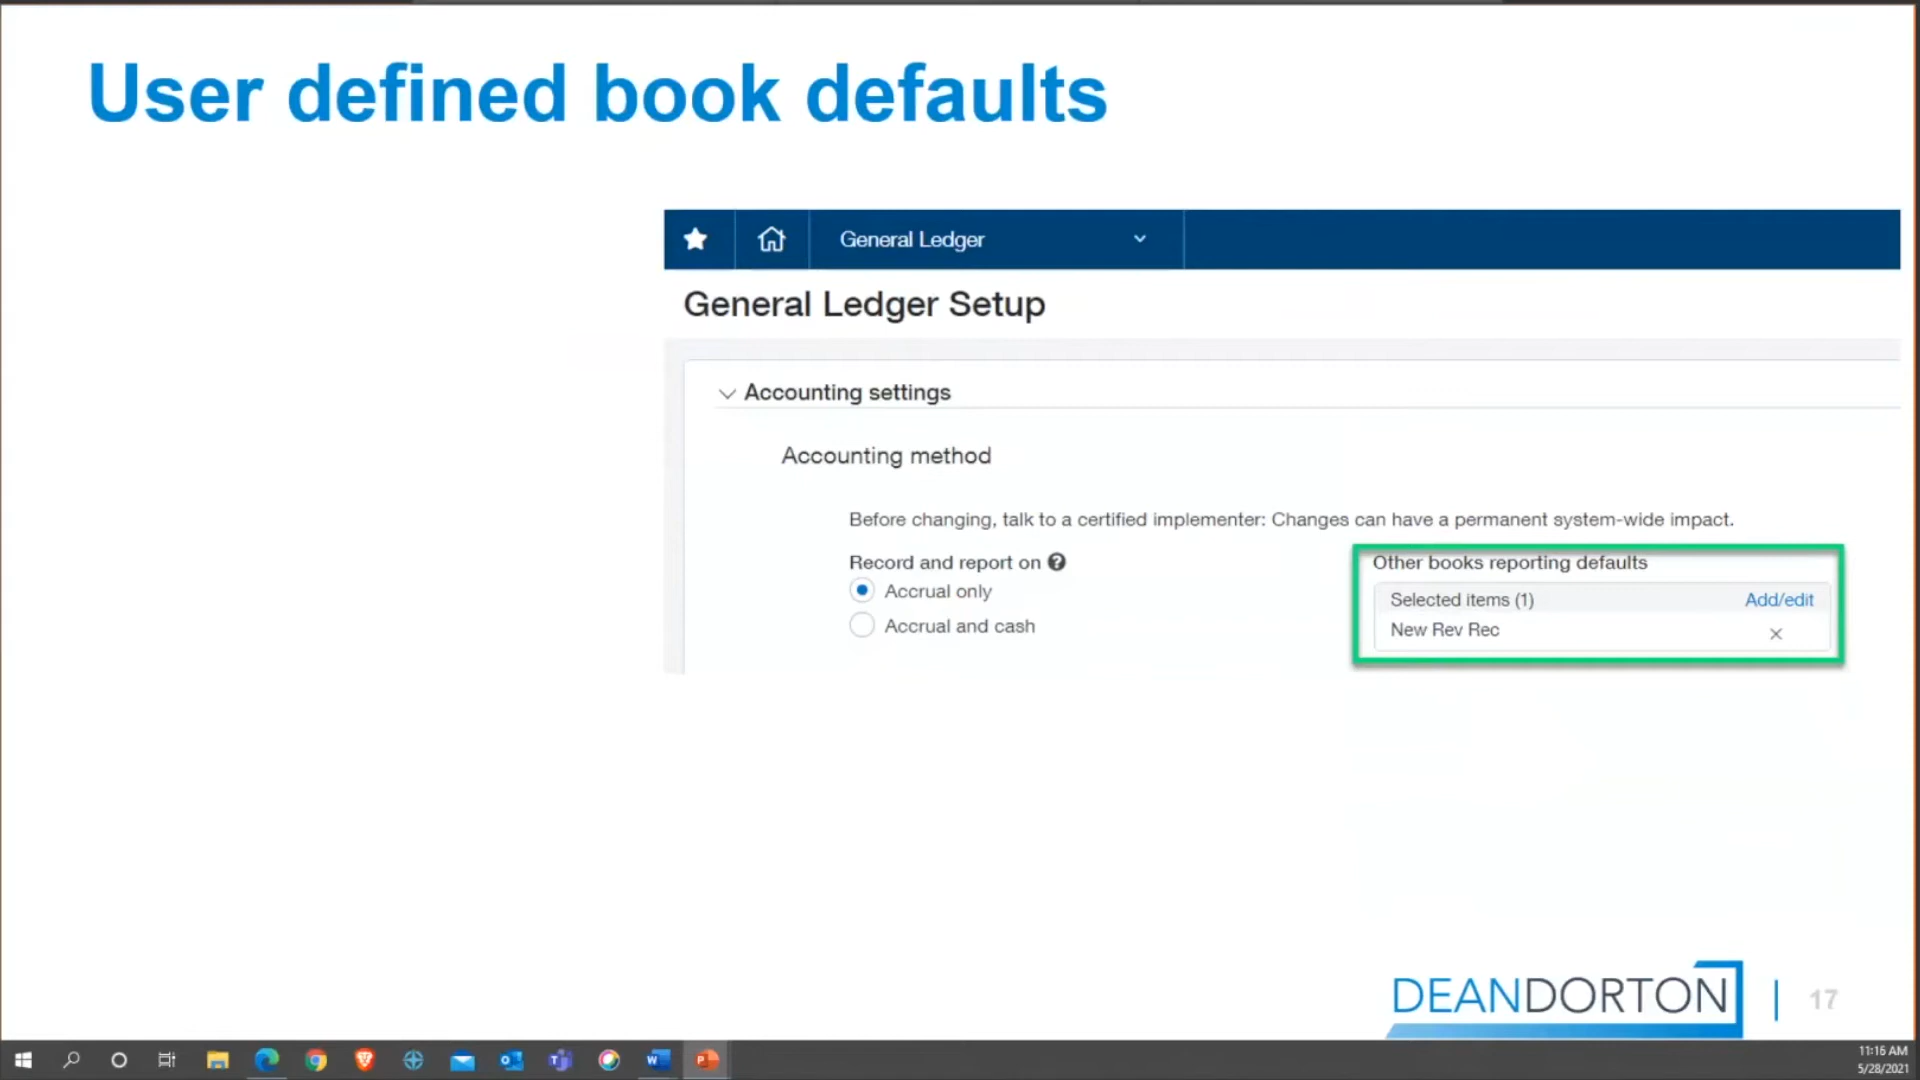 User defined book defaults
General Ledger
General Ledger Setup
Accounting settings
Accounting method
Before changing, talk to a certified implementer: Changes can have a permanent system-wide impact.
Record and report on
Accrual only
Accrual and cash
Other books reporting defaults
Selected items (1) Add/edit
New Rev Rec
DEANDORTON
17
11:16 AM
5/28/2021